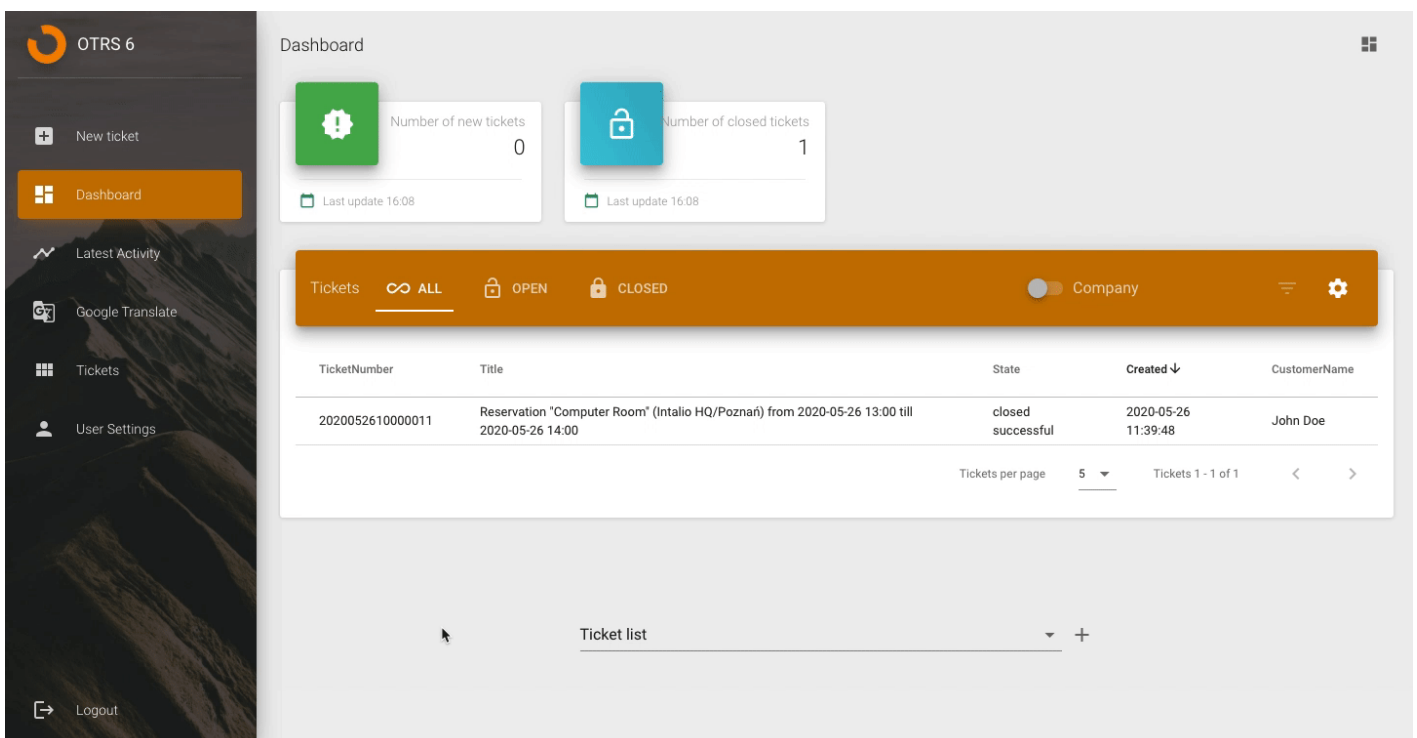 OTRS 6
New ticket
Dashboard
Latest Activity
Google Translate
Tickets
User Settings
Logout
Dashboard
Number of new tickets
0
Last update 16:08
Number of closed tickets
1
Last update 16:08
Tickets ALL OPEN CLOSED Company
TicketNumber Title State Created CustomerName
2020052610000011 Reservation "Computer Room" (Intalio HQ/Poznań) from 2020-05-26 13:00 till closed 2020-05-26 John Doe
2020-05-26 14:00 successful 11:39:48
Tickets per page 5 Tickets 1 - 1 of 1
Ticket list